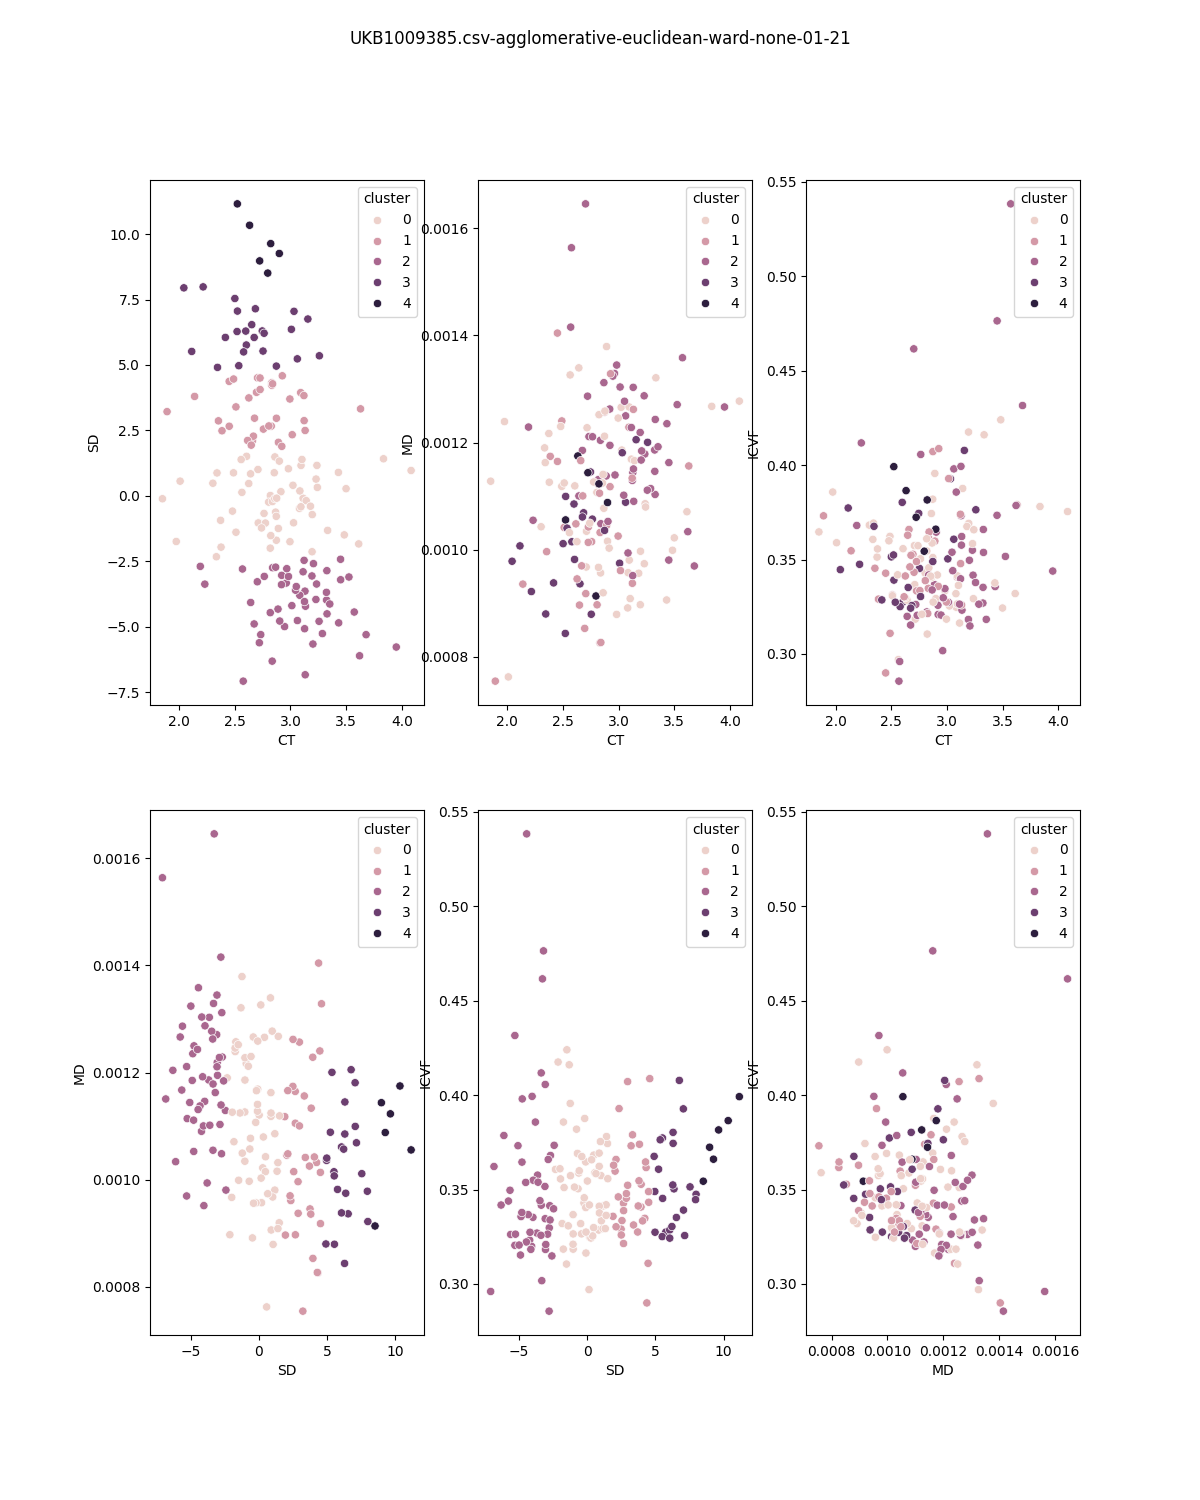 UKB1009385.csv-agglomerative-euclidean-ward-none-01-21
cluster
0
1
2
3
4
10.0
7.5
5.0
2.5
0.0
−2.5
−5.0
−7.5
SD
2.0 2.5 3.0 3.5 4.0
CT
cluster
0
1
2
3
4
0.0016
0.0014
0.0012
0.0010
0.0008
MD
2.0 2.5 3.0 3.5 4.0
CT
cluster
0
1
2
3
4
0.55
0.50
0.45
0.40
0.35
0.30
ICVF
2.0 2.5 3.0 3.5 4.0
CT
cluster
0
1
2
3
4
0.0016
0.0014
0.0012
0.0010
0.0008
MD
−5 0 5 10
SD
cluster
0
1
2
3
4
0.55
0.50
0.45
0.40
0.35
0.30
ICVF
−5 0 5 10
SD
cluster
0
1
2
3
4
0.55
0.50
0.45
0.40
0.35
0.30
ICVF
0.0008 0.0010 0.0012 0.0014 0.0016
MD